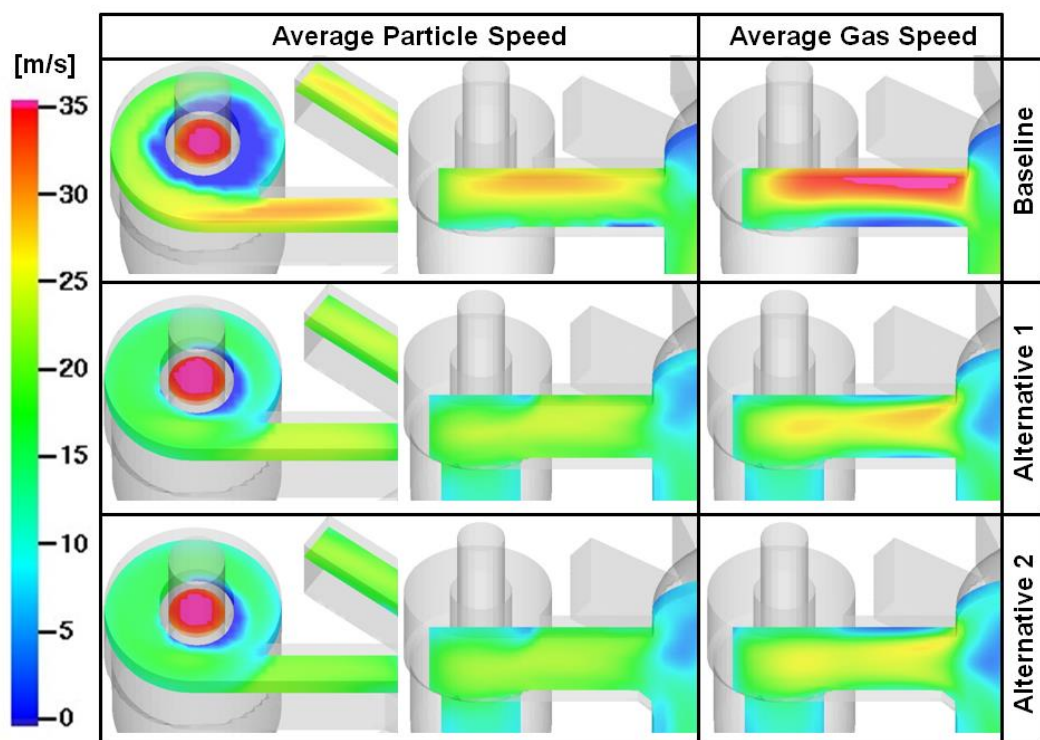 Average Particle Speed
Average Gas Speed
[m/s]
35
30
25
20
15
10
5
0
Baseline
Alternative 1
Alternative 2